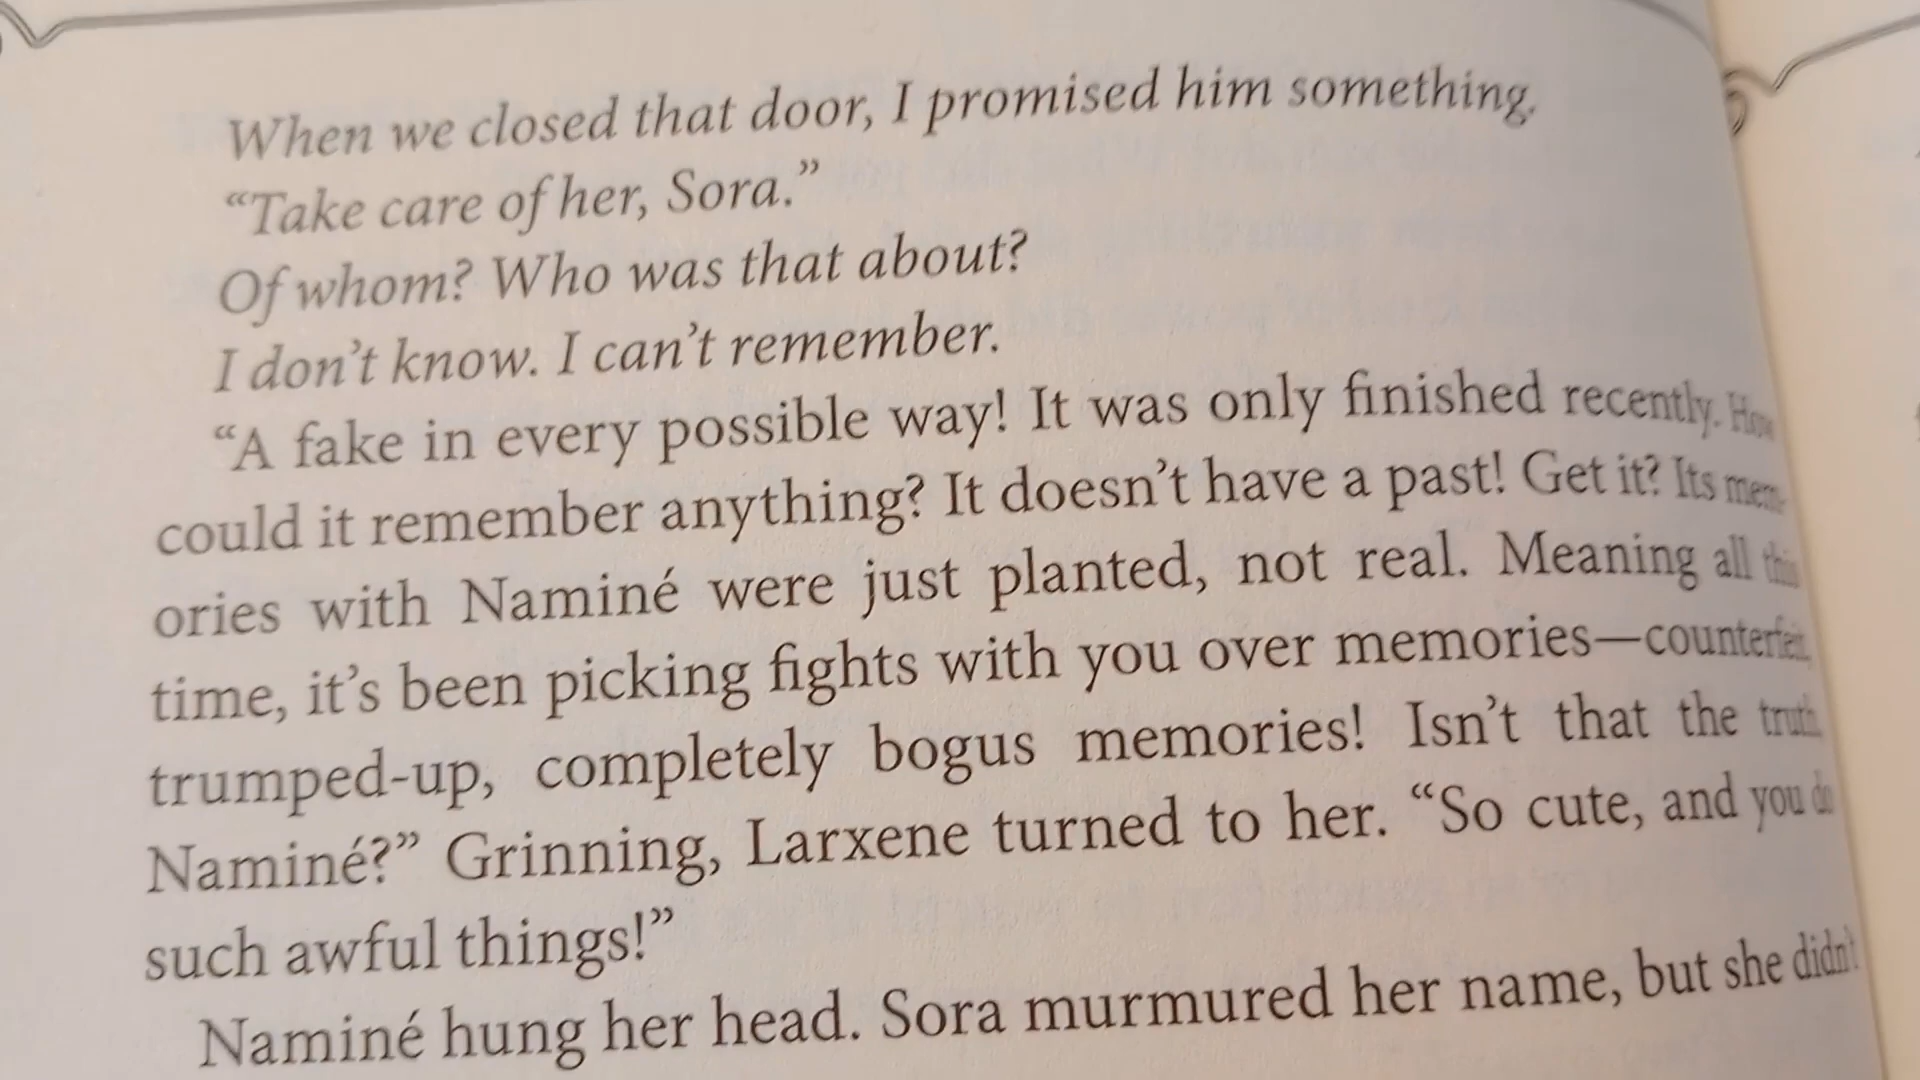 When we closed that door, I promised him something.
“Take care of her, Sora.”
Of whom? Who was that about?
I don’t know. I can’t remember.
“A fake in every possible way! It was only finished recently. How
could it remember anything? It doesn’t have a past! Get it? Its mem-
ories with Naminé were just planted, not real. Meaning all this
time, it’s been picking fights with you over memories—counterfeit,
trumped-up, completely bogus memories! Isn’t that the truth,
Naminé?” Grinning, Larxene turned to her. “So cute, and you do
such awful things!”
Naminé hung her head. Sora murmured her name, but she didn’t